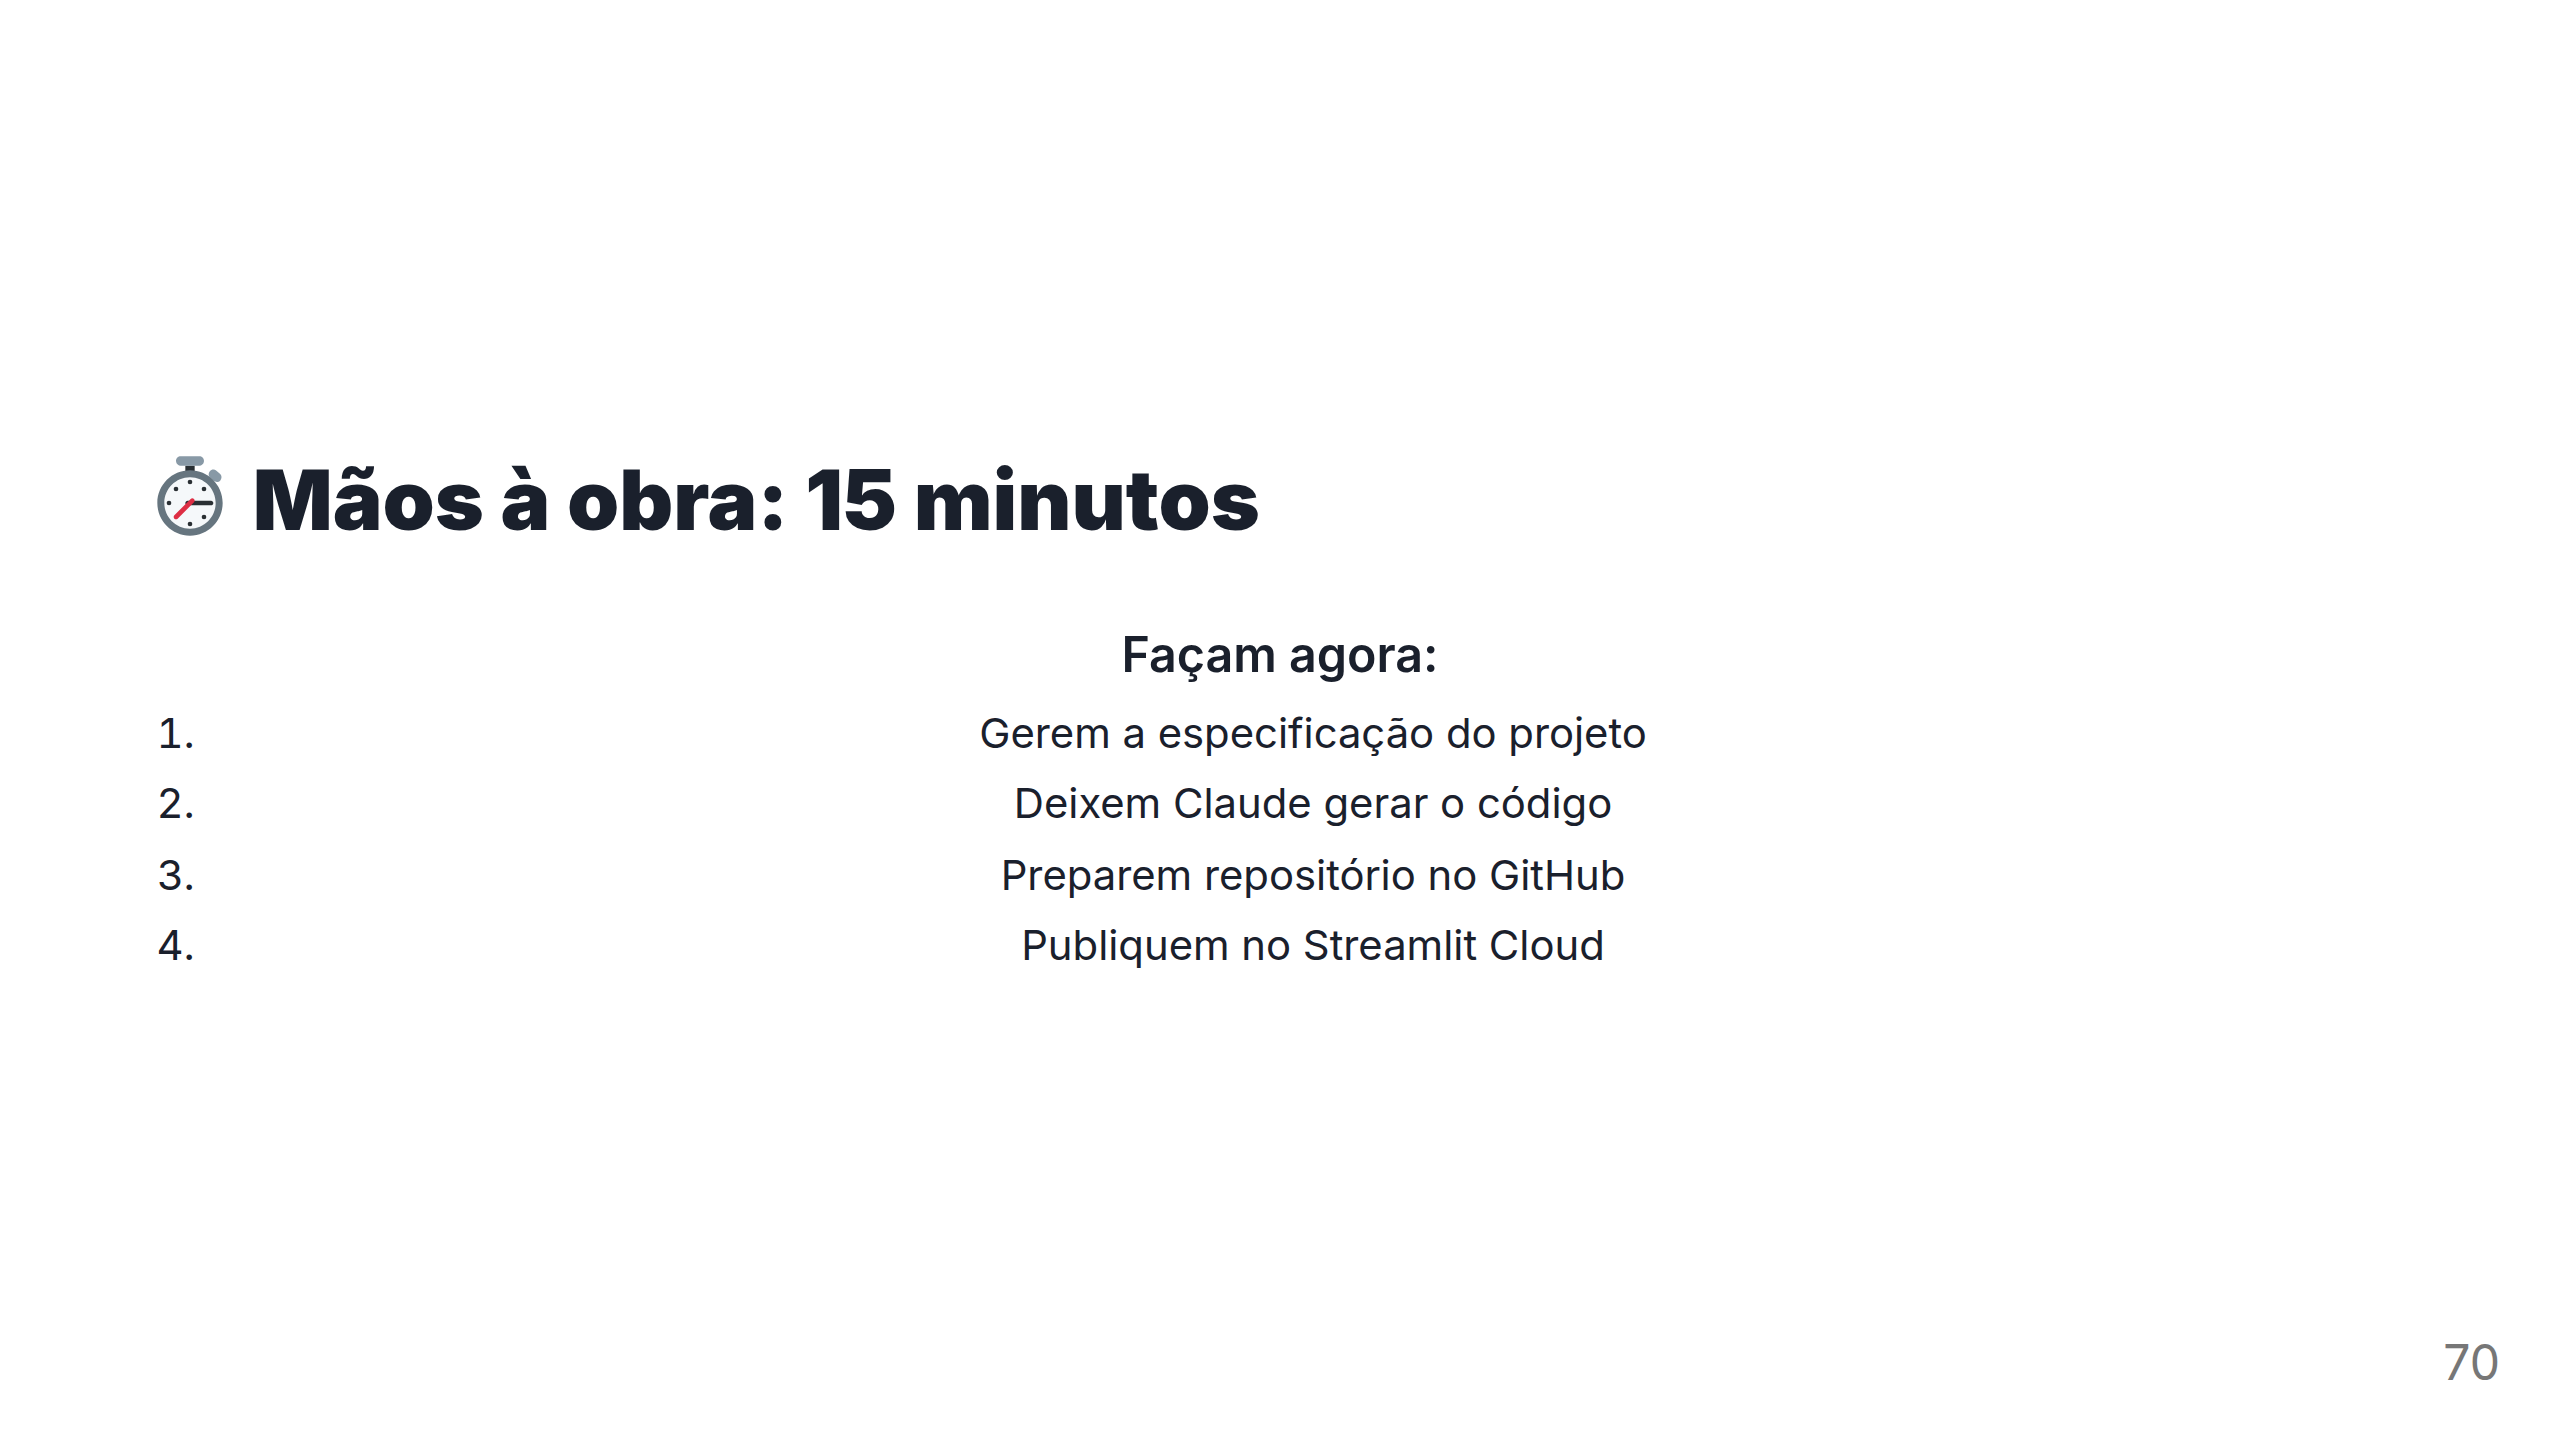 Mãos à obra: 15 minutos
Façam agora:
1. Gerem a especificação do projeto
2. Deixem Claude gerar o código
3. Preparem repositório no GitHub
4. Publiquem no Streamlit Cloud
70